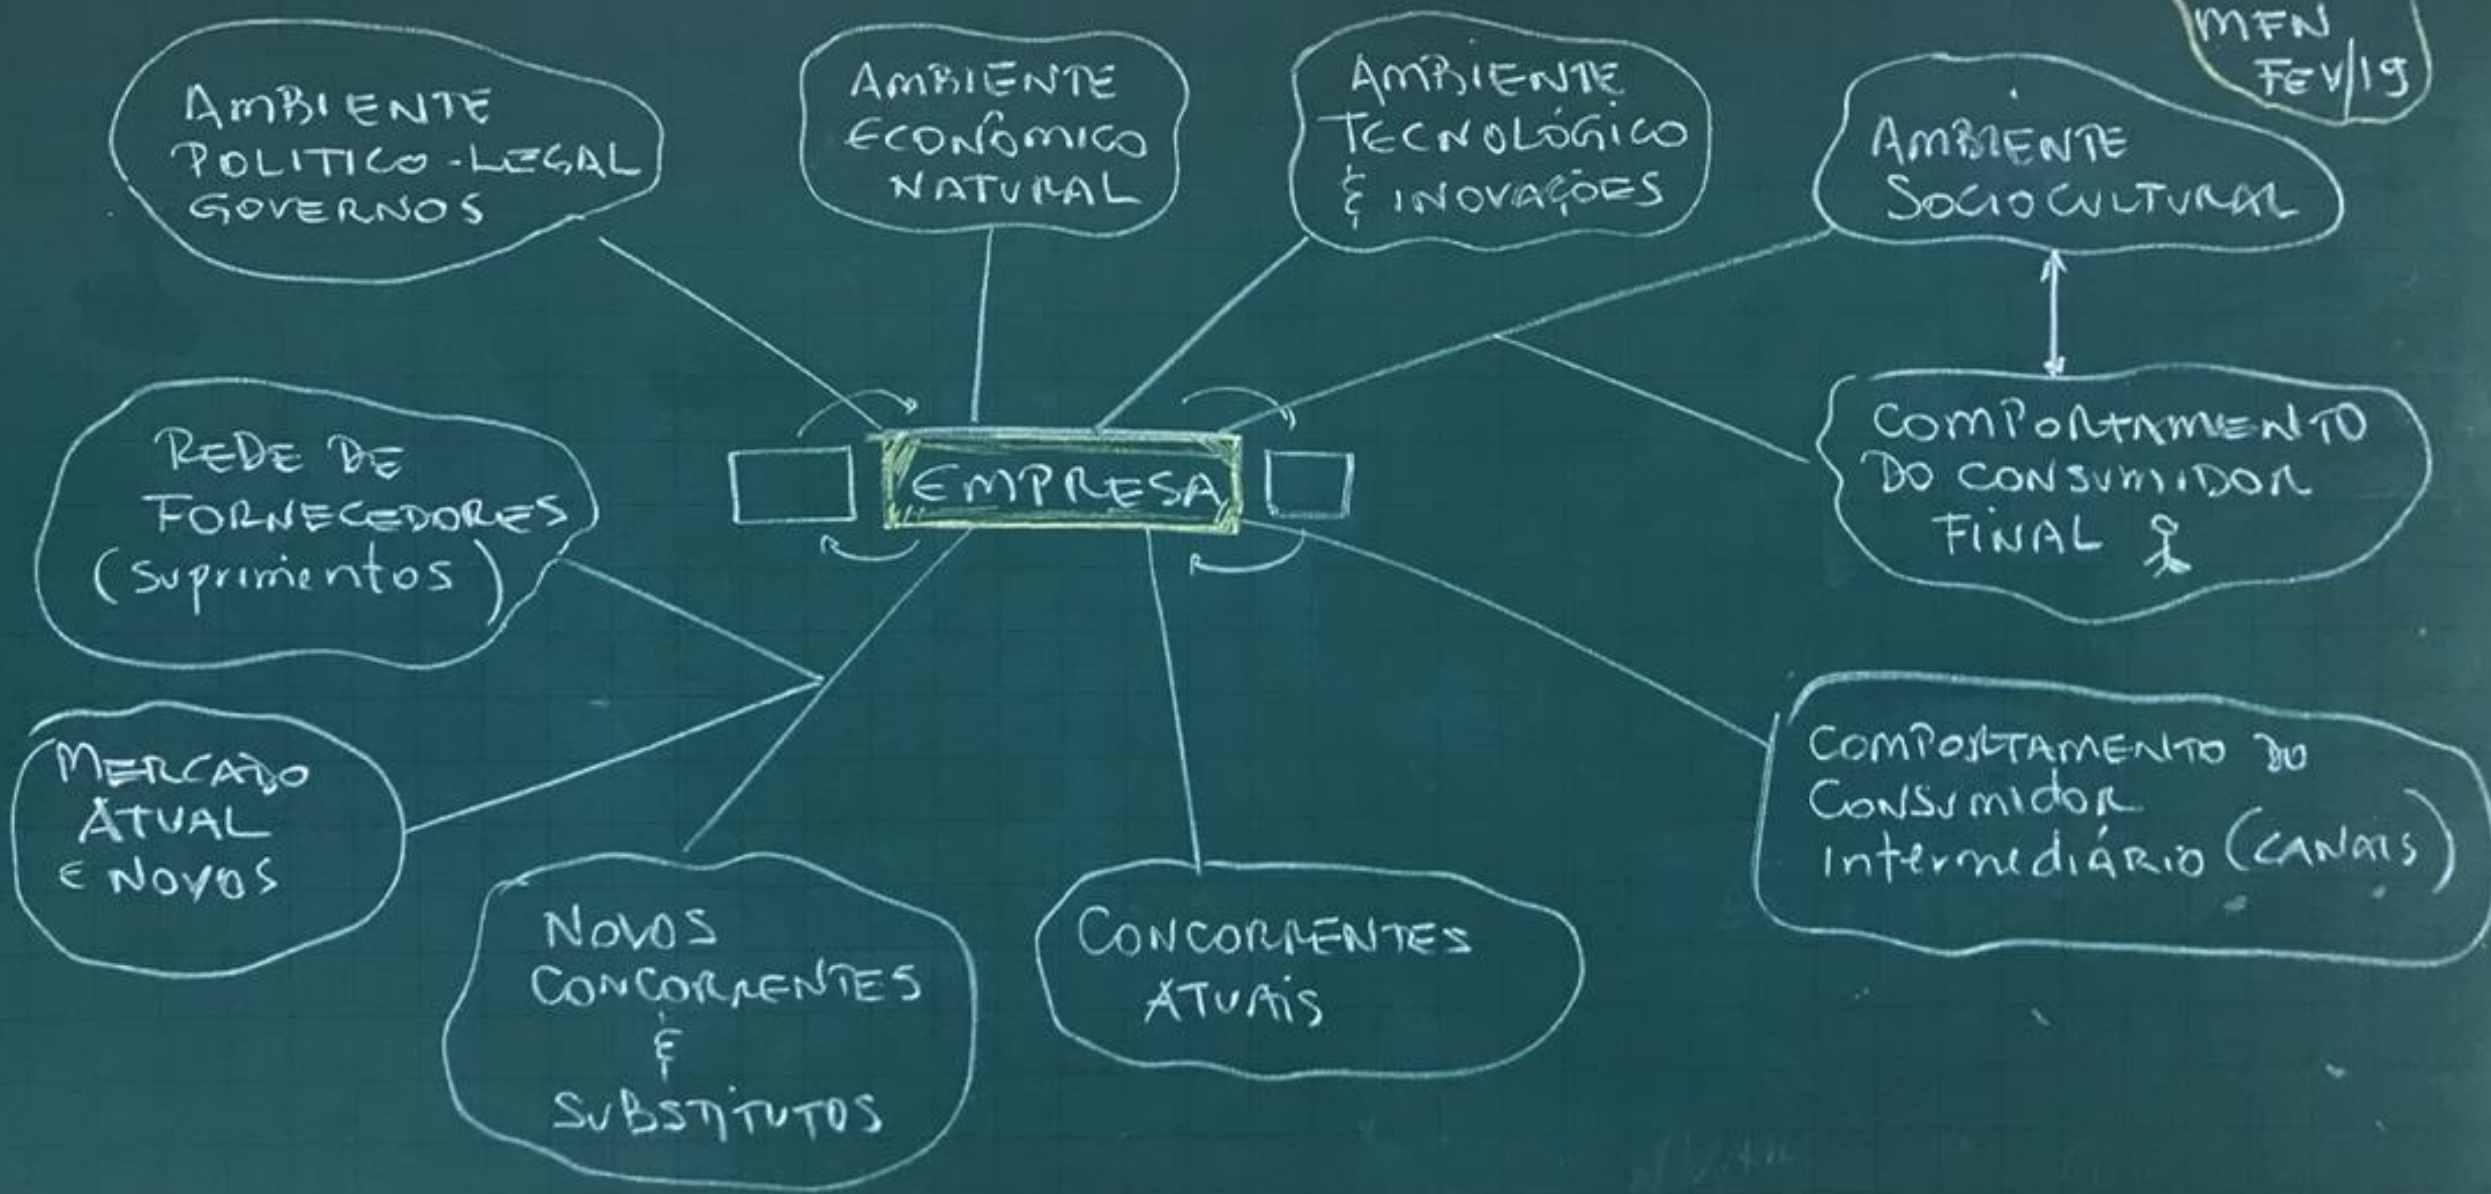 MFN
FEV/19
AMBIENTE
POLITICO-LEGAL
GOVERNOS
AMBIENTE
ECONÔMICO
NATURAL
AMBIENTE
TECNOLÓGICO
& INOVAÇÕES
AMBIENTE
SOCIOCULTURAL
REDE DE
FORNECEDORES
(suprimentos)
EMPRESA
COMPORTAMENTO
DO CONSUMIDOR
FINAL
MERCADO
ATUAL
E NOVOS
NOVOS
CONCORRENTES
&
SUBSTITUTOS
CONCORRENTES
ATUAIS
COMPORTAMENTO DO
CONSUMIDOR
Intermediário (CANAIS)